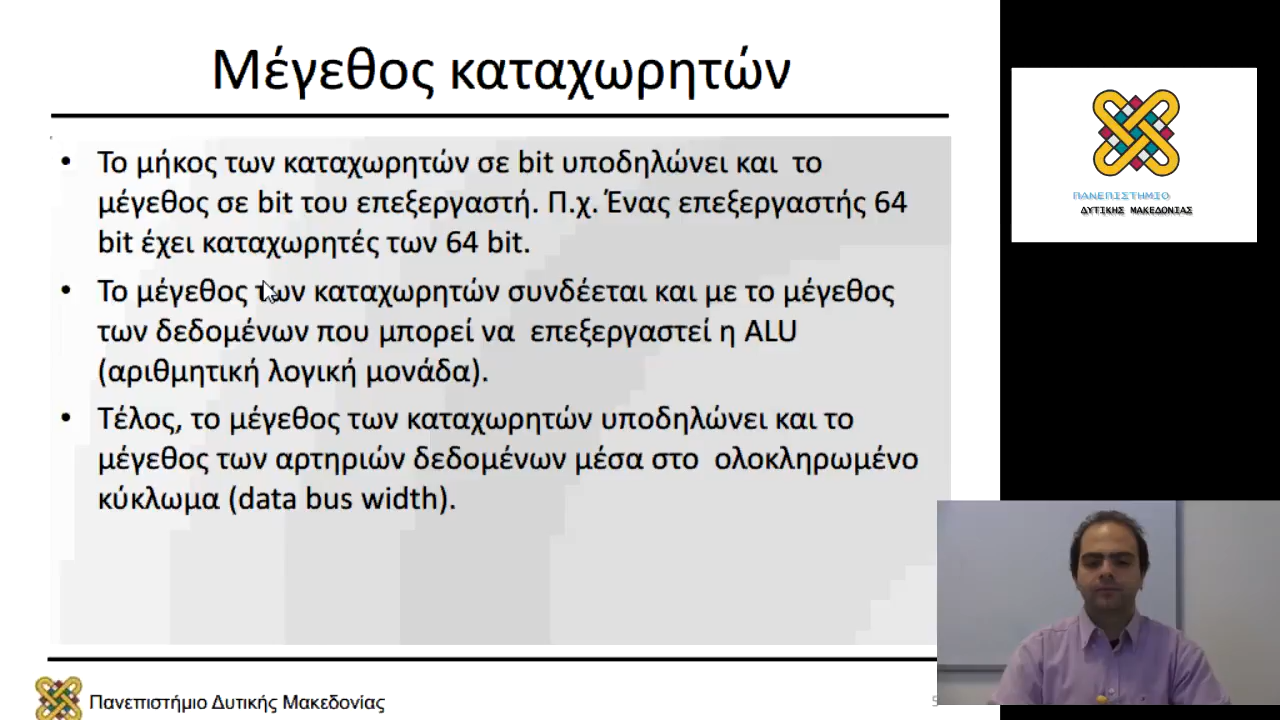 Μέγεθος καταχωρητών
• Το μήκος των καταχωρητών σε bit υποδηλώνει και το
μέγεθος σε bit του επεξεργαστή. Π.χ. Ένας επεξεργαστής 64
bit έχει καταχωρητές των 64 bit.
• Το μέγεθος των καταχωρητών συνδέεται και με το μέγεθος
των δεδομένων που μπορεί να επεξεργαστεί η ALU
(αριθμητική λογική μονάδα).
• Τέλος, το μέγεθος των καταχωρητών υποδηλώνει και το
μέγεθος των αρτηριών δεδομένων μέσα στο ολοκληρωμένο
κύκλωμα (data bus width).
Πανεπιστήμιο Δυτικής Μακεδονίας
5
ΠΑΝΕΠΙΣΤΗΜΙΟ
ΔΥΤΙΚΗΣ ΜΑΚΕΔΟΝΙΑΣ